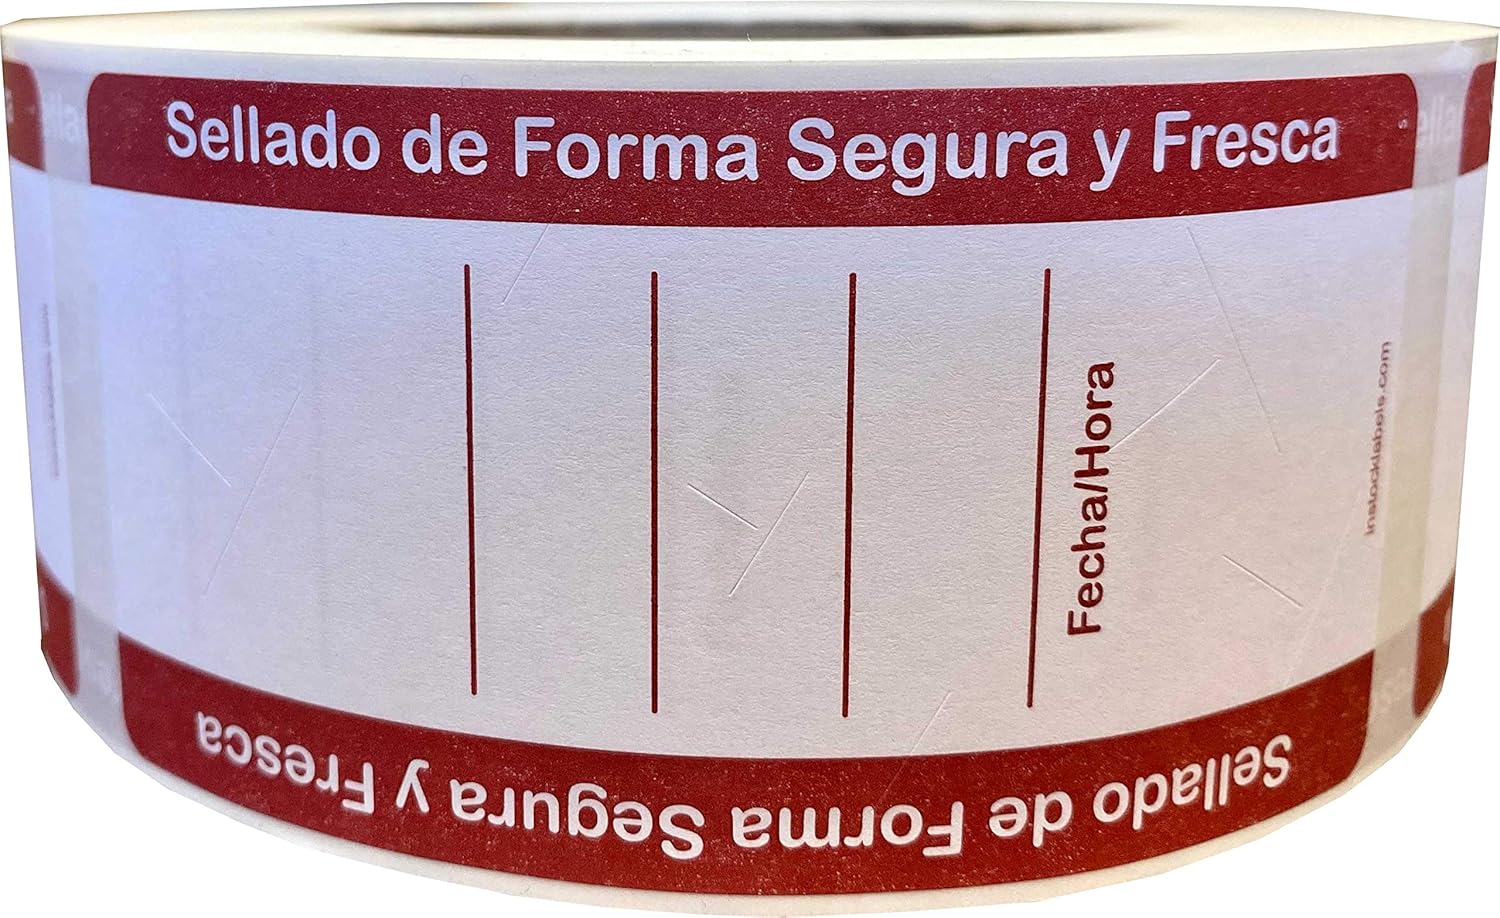 Sellado de Forma Segura y Fresca
Fecha/Hora
instocklabels.com
Sellado de Forma Segura y Fresca